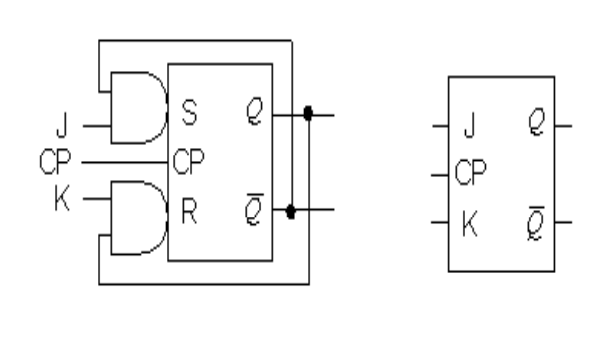 S Q
J
CP CP
K
R Q̅
J Q
CP
K Q̅